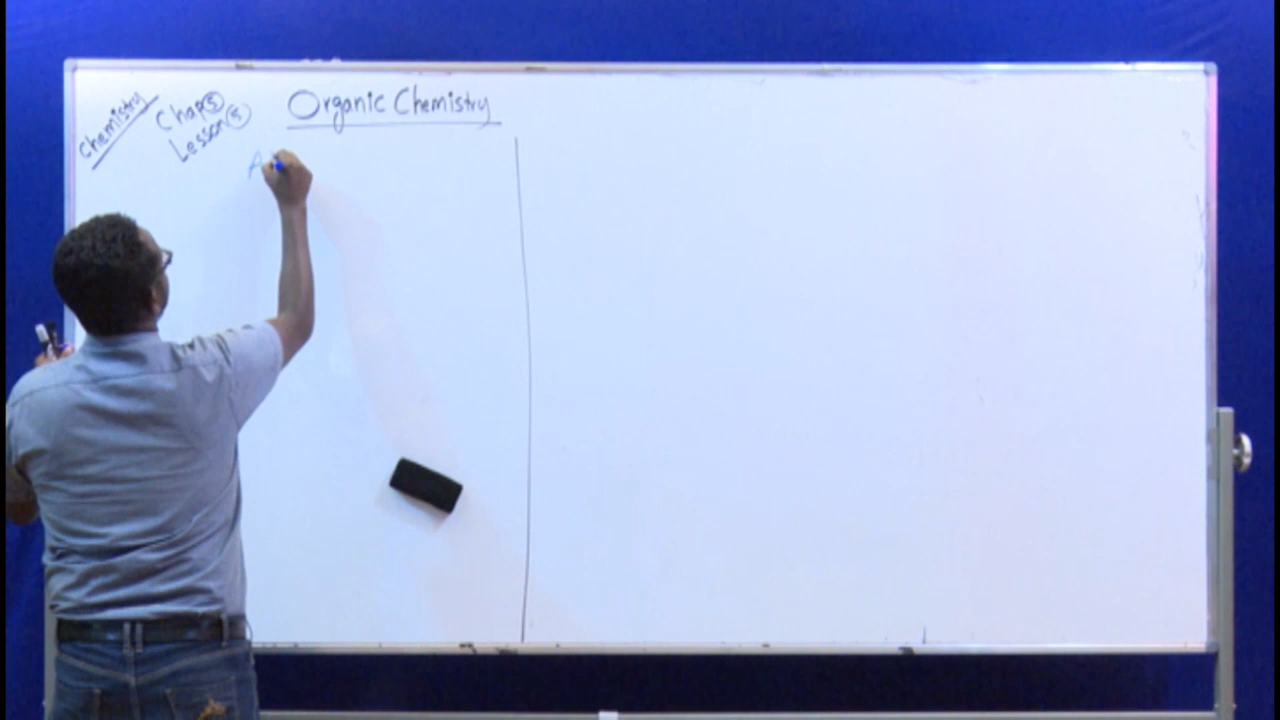 Chemistry
Chap⑤
Lesson⑤
Organic Chemistry
A